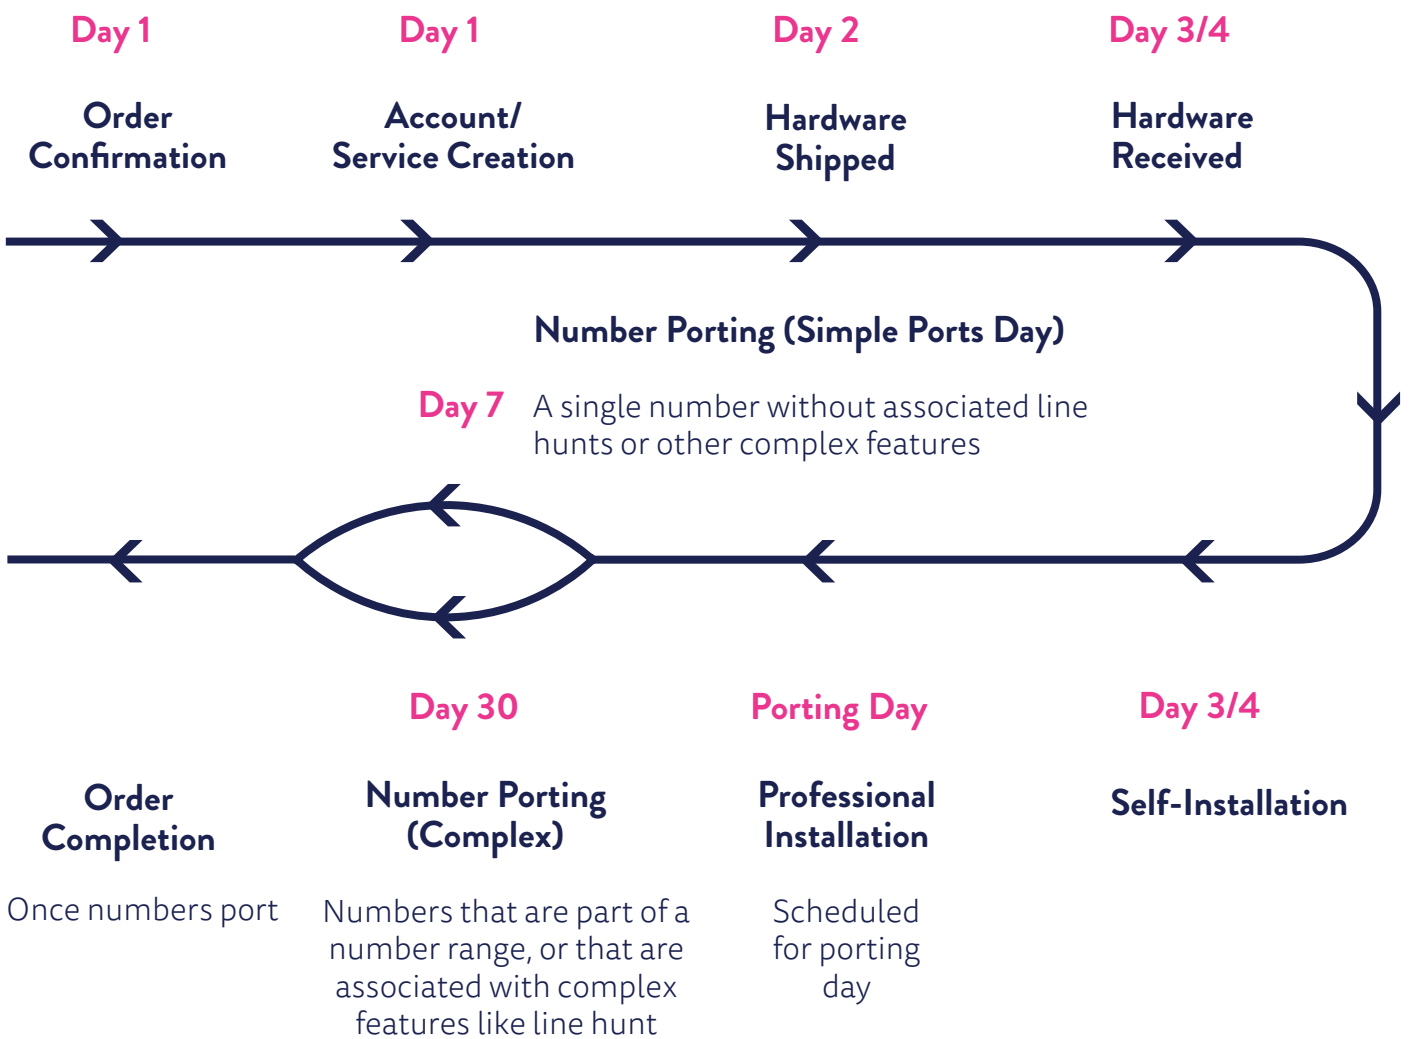 Day 1
Order
Confirmation
Day 1
Account/
Service Creation
Day 2
Hardware
Shipped
Day 3/4
Hardware
Received
Number Porting (Simple Ports Day)
Day 7
A single number without associated line
hunts or other complex features
Day 3/4
Self-Installation
Porting Day
Professional
Installation
Scheduled
for porting
day
Day 30
Number Porting
(Complex)
Numbers that are part of a
number range, or that are
associated with complex
features like line hunt
Order
Completion
Once numbers port